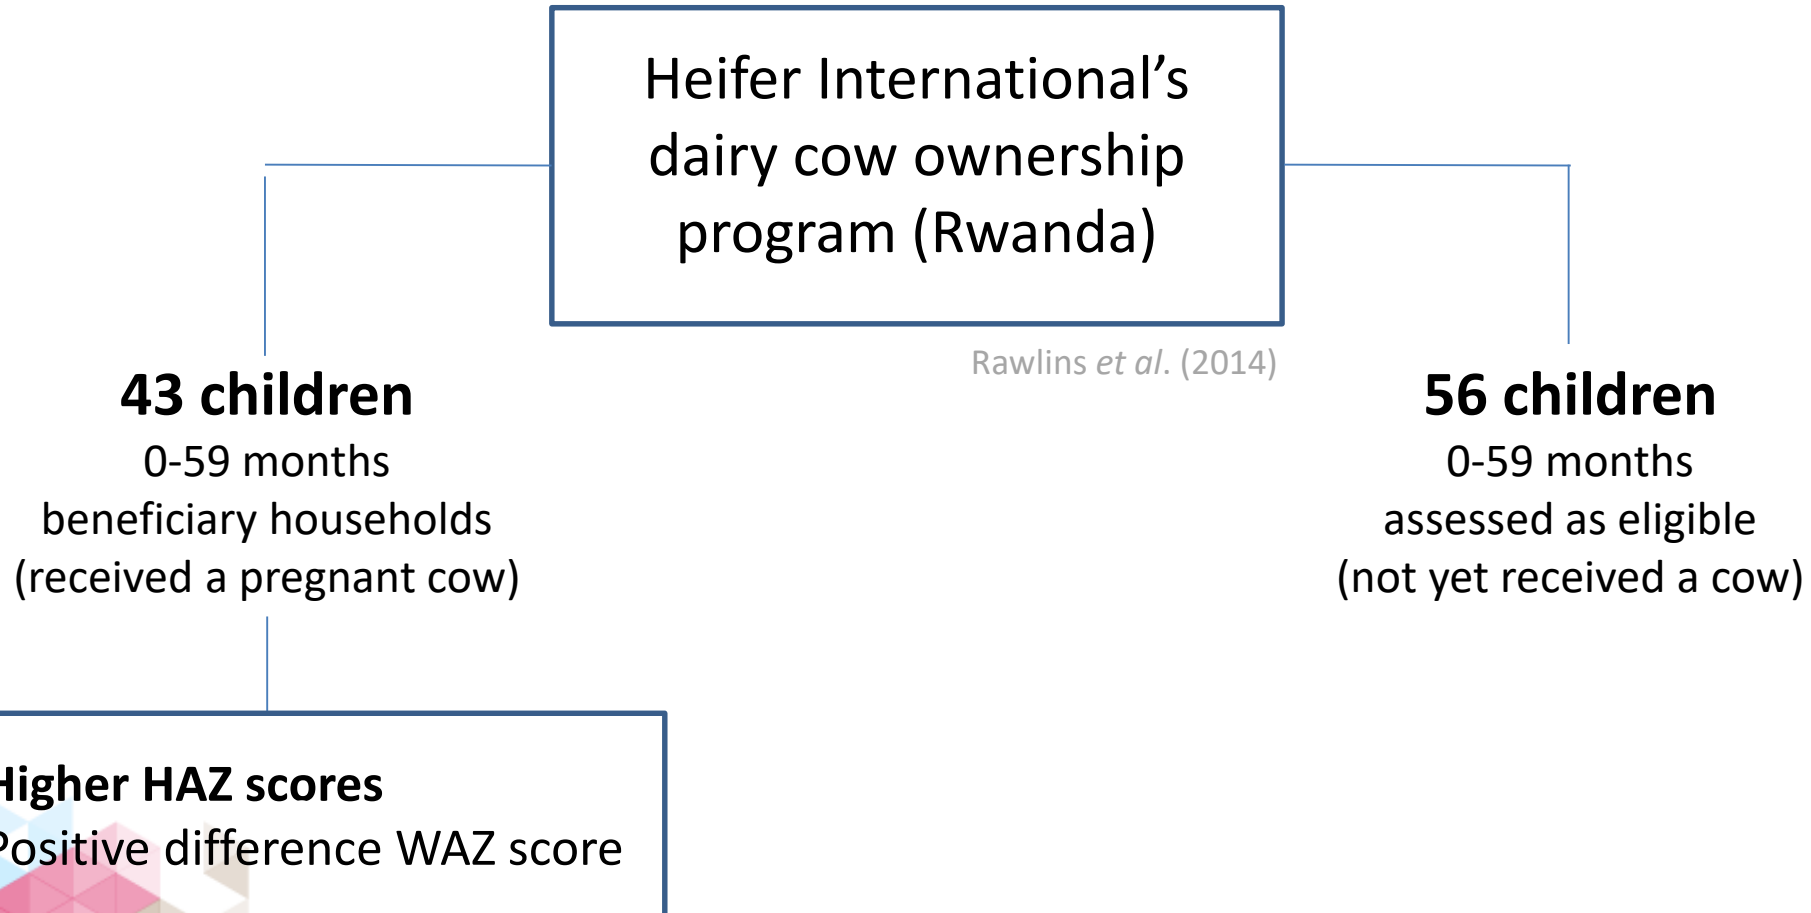 Heifer International’s
dairy cow ownership
program (Rwanda)
Rawlins et al. (2014)
43 children
0-59 months
beneficiary households
(received a pregnant cow)
56 children
0-59 months
assessed as eligible
(not yet received a cow)
Higher HAZ scores
Positive difference WAZ score